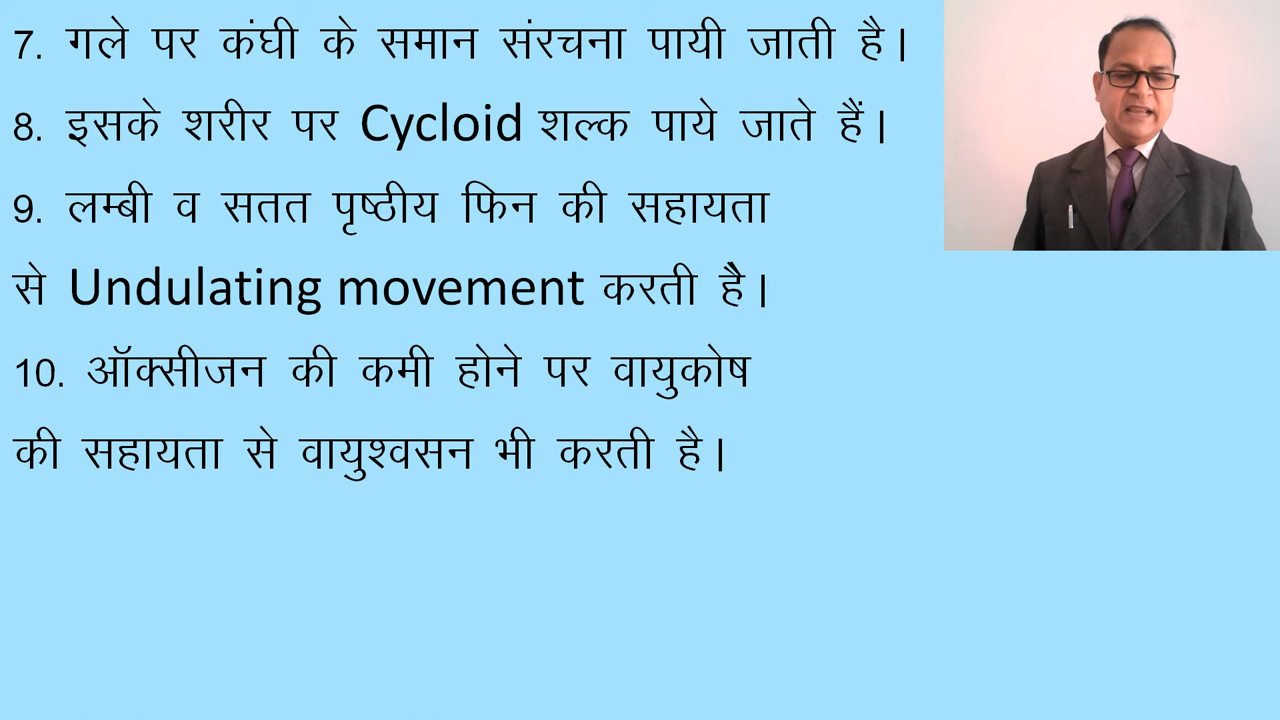 7. गले पर कंघी के समान संरचना पायी जाती है।
8. इसके शरीर पर Cycloid शल्क पाये जाते हैं।
9. लम्बी व सतत पृष्ठीय फिन की सहायता
से Undulating movement करती है।
10. ऑक्सीजन की कमी होने पर वायुकोष
की सहायता से वायुश्वसन भी करती है।